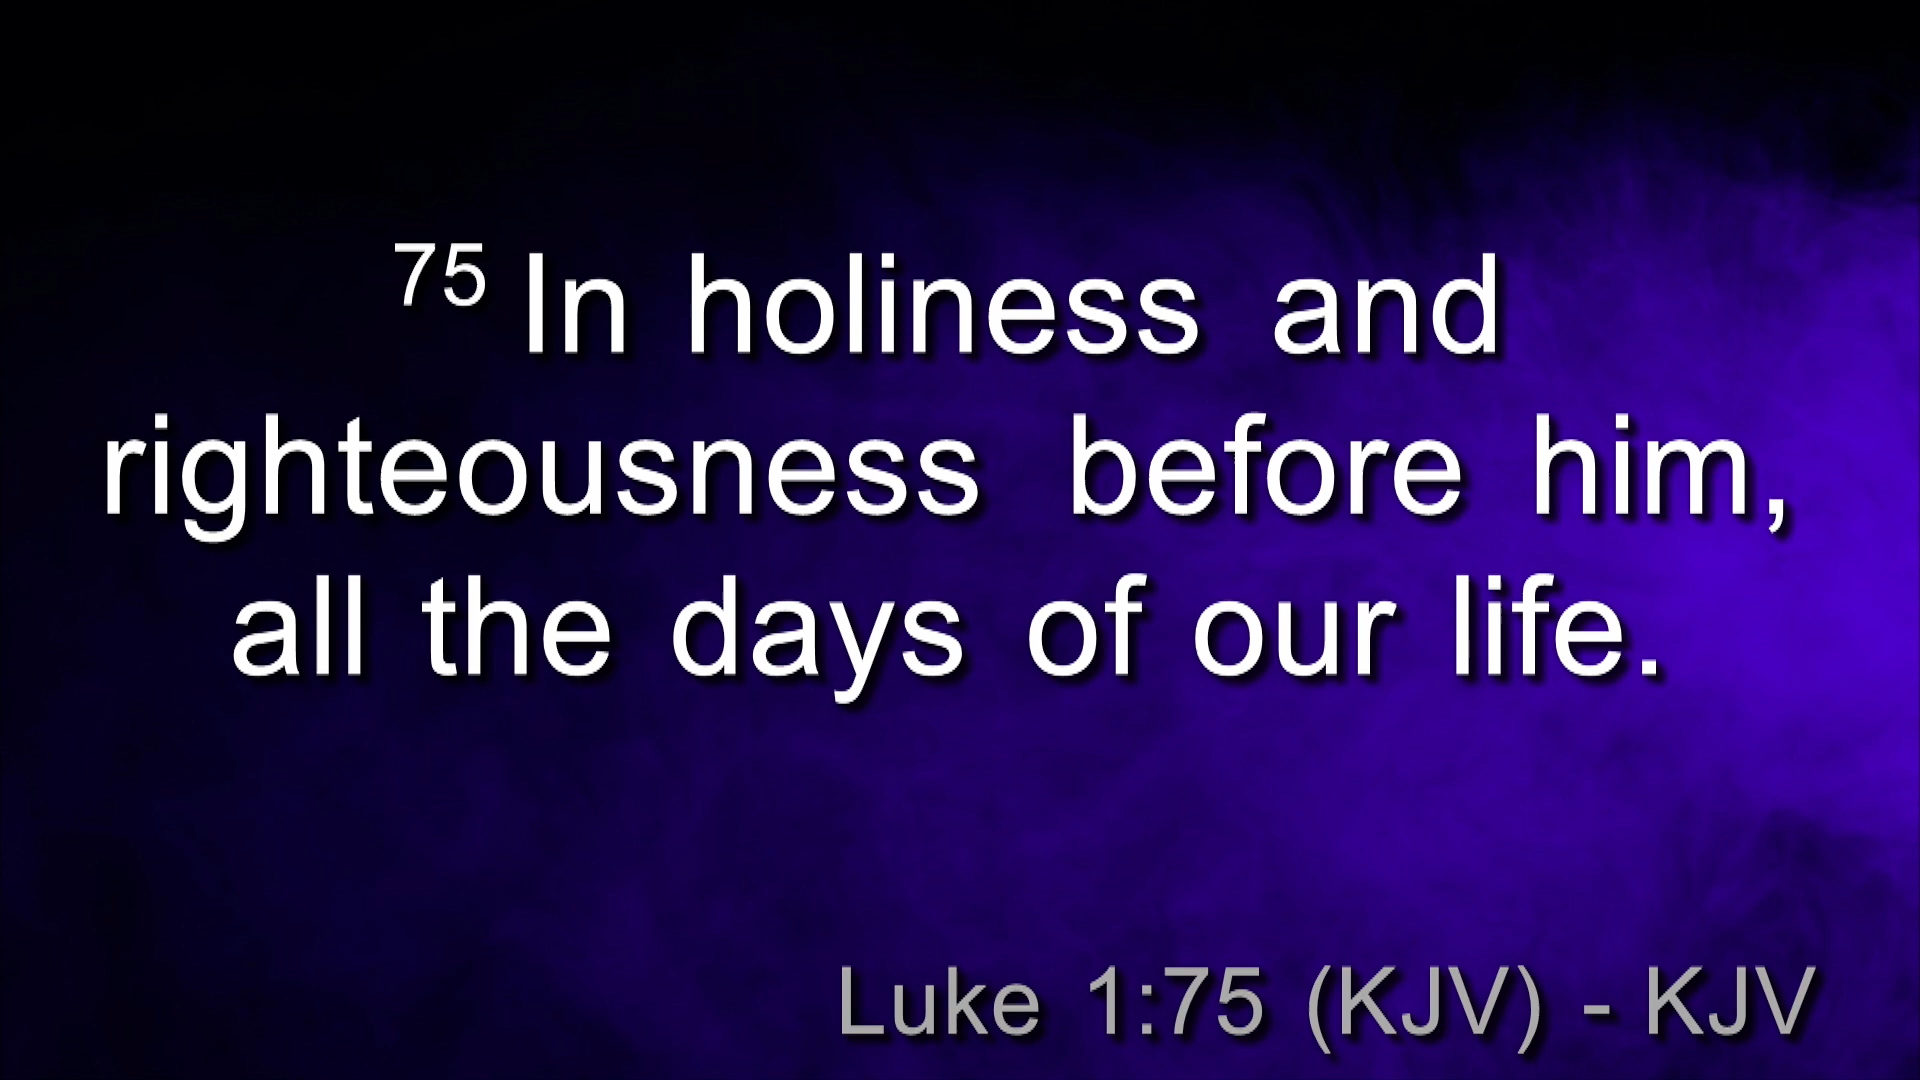 75 In holiness and
righteousness before him,
all the days of our life.
Luke 1:75 (KJV) - KJV